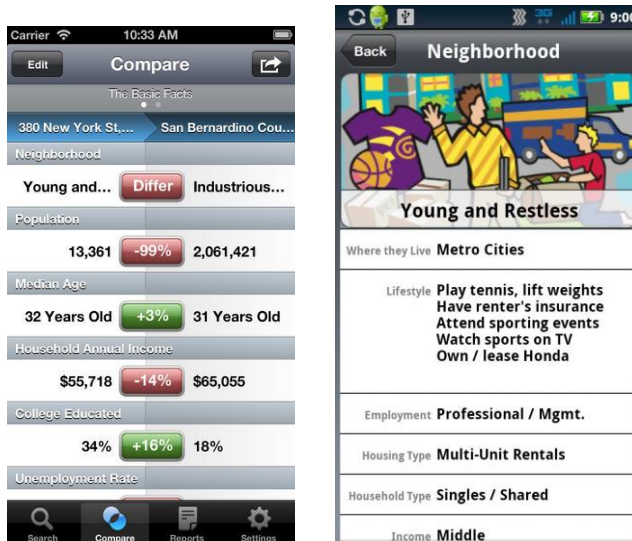 Carrier 10:33 AM
Edit Compare
The Basic Facts
380 New York St,... San Bernardino Cou...
Neighborhood
Young and... Differ Industrious...
Population
13,361 -99% 2,061,421
Median Age
32 Years Old +3% 31 Years Old
Household Annual Income
$55,718 -14% $65,055
College Educated
34% +16% 18%
Unemployment Rate
Search Compare Reports Settings
3G 9:00
Back Neighborhood
Young and Restless
Where they Live Metro Cities
Lifestyle Play tennis, lift weights
Have renter's insurance
Attend sporting events
Watch sports on TV
Own / lease Honda
Employment Professional / Mgmt.
Housing Type Multi-Unit Rentals
Household Type Singles / Shared
Income Middle